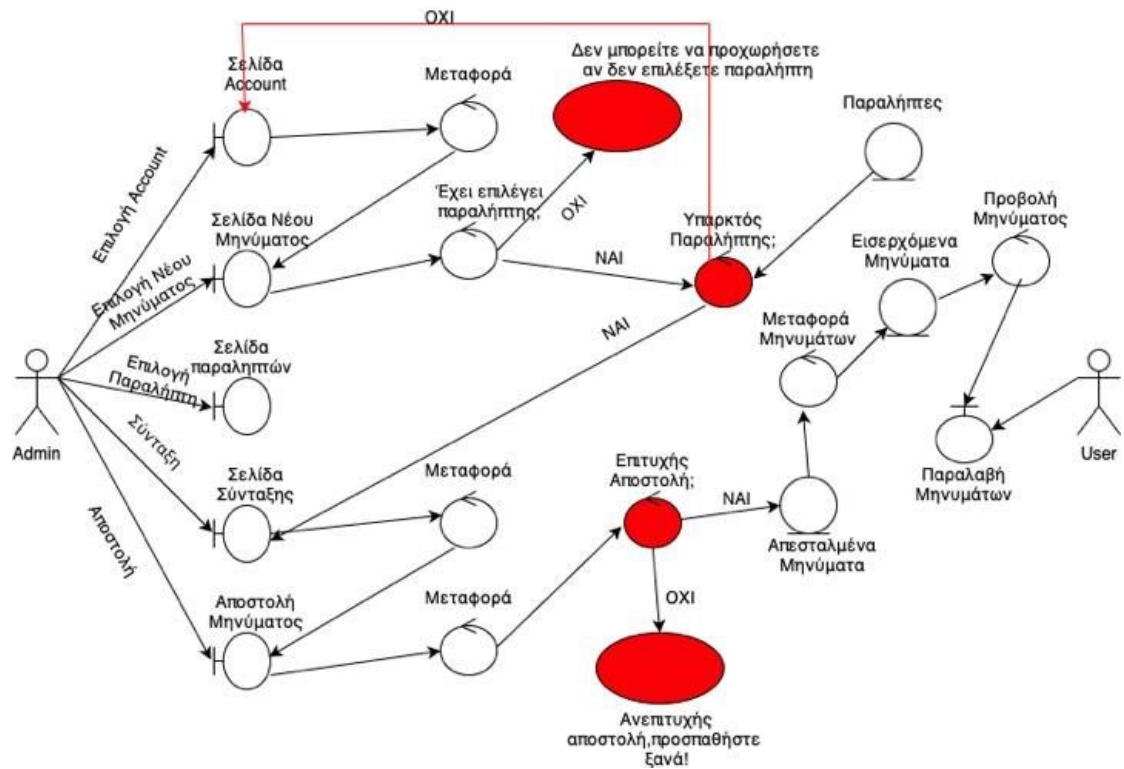 ΟΧΙ
Σελίδα
Account
Μεταφορά
Δεν μπορείτε να προχωρήσετε
αν δεν επιλέξετε παραλήπτη
Παραλήπτες
Επιλογή Account
Σελίδα Νέου
Μηνύματος
Έχει επιλέγει
παραλήπτης;
ΟΧΙ
ΝΑΙ
Υπαρκτός
Παραλήπτης;
Προβολή
Μηνύματος
Εισερχόμενα
Μηνύματα
Επιλογή Νέου
Μηνύματος
ΝΑΙ
Μεταφορά
Μηνυμάτων
Σελίδα
παραληπτών
Επιλογή
Παραλήπτη
Admin
User
Παραλαβή
Μηνυμάτων
Σύνταξη
Σελίδα
Σύνταξης
Μεταφορά
Επιτυχής
Αποστολή;
ΝΑΙ
Απεσταλμένα
Μηνύματα
Αποστολή
Αποστολή
Μηνύματος
Μεταφορά
ΟΧΙ
Ανεπιτυχής
αποστολή,προσπαθήστε
ξανά!